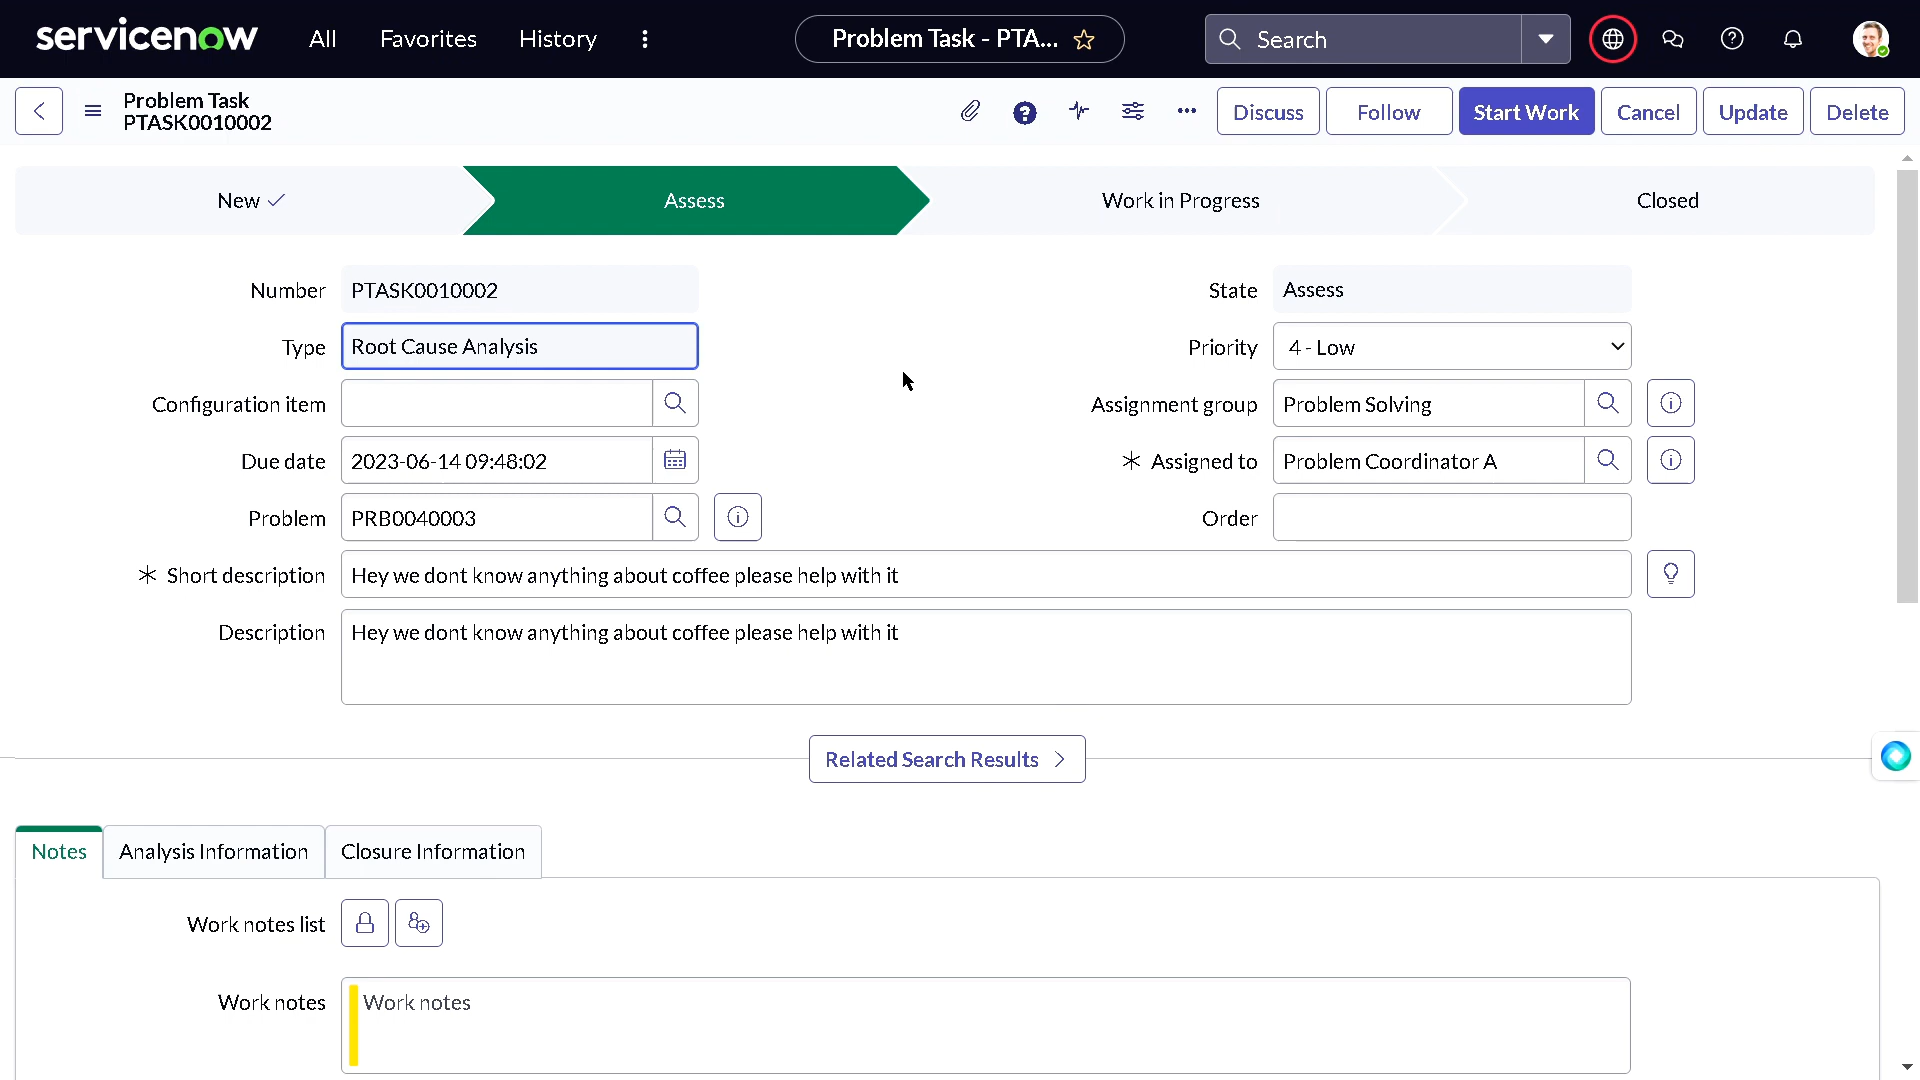 servicenow All Favorites History Problem Task - PTA... Search
Problem Task
PTASK0010002
Discuss Follow Start Work Cancel Update Delete
New Assess Work in Progress Closed
Number PTASK0010002 State Assess
Type Root Cause Analysis Priority 4 - Low
Configuration item Assignment group Problem Solving
Due date 2023-06-14 09:48:02 Assigned to Problem Coordinator A
Problem PRB0040003 Order
Short description Hey we dont know anything about coffee please help with it
Description Hey we dont know anything about coffee please help with it
Related Search Results
Notes Analysis Information Closure Information
Work notes list
Work notes Work notes